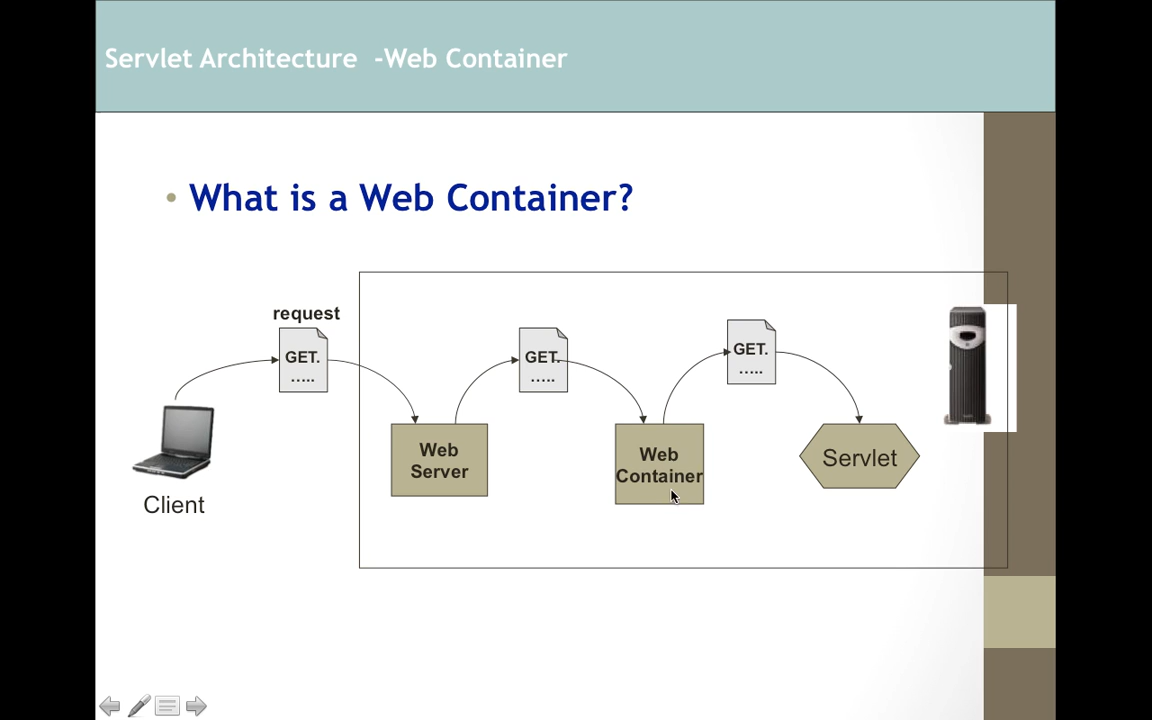 Servlet Architecture -Web Container
• What is a Web Container?
request
GET.
.....
GET.
.....
GET.
.....
Web
Server
Web
Container
Servlet
Client